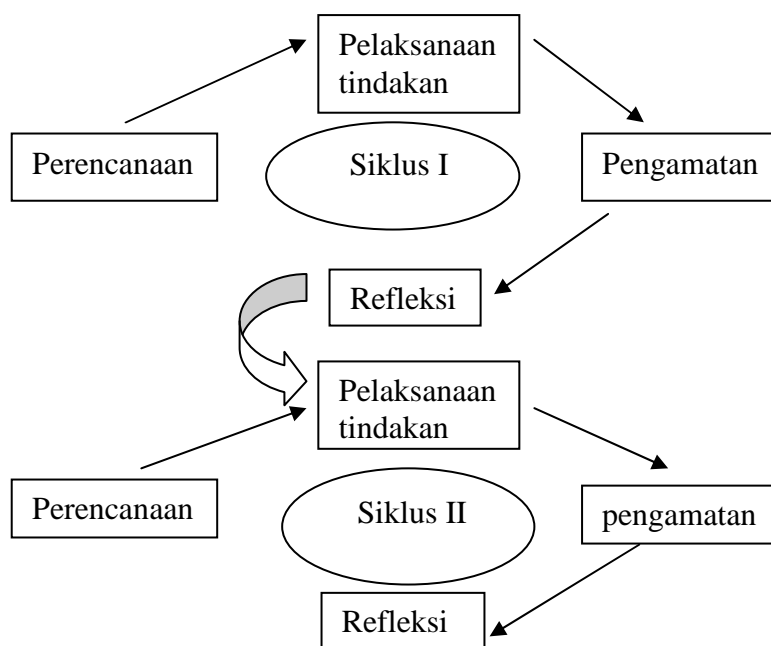 Pelaksanaan
tindakan
Perencanaan
Siklus I
Pengamatan
Refleksi
Pelaksanaan
tindakan
Perencanaan
Siklus II
pengamatan
Refleksi